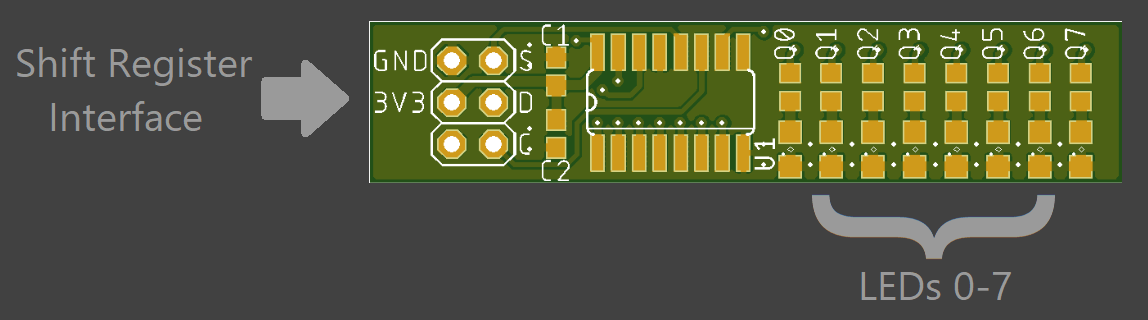 Shift Register
Interface
GND
S
3V3
D
C
C1
C2
U1
Q0
Q1
Q2
Q3
Q4
Q5
Q6
Q7
LEDs 0-7